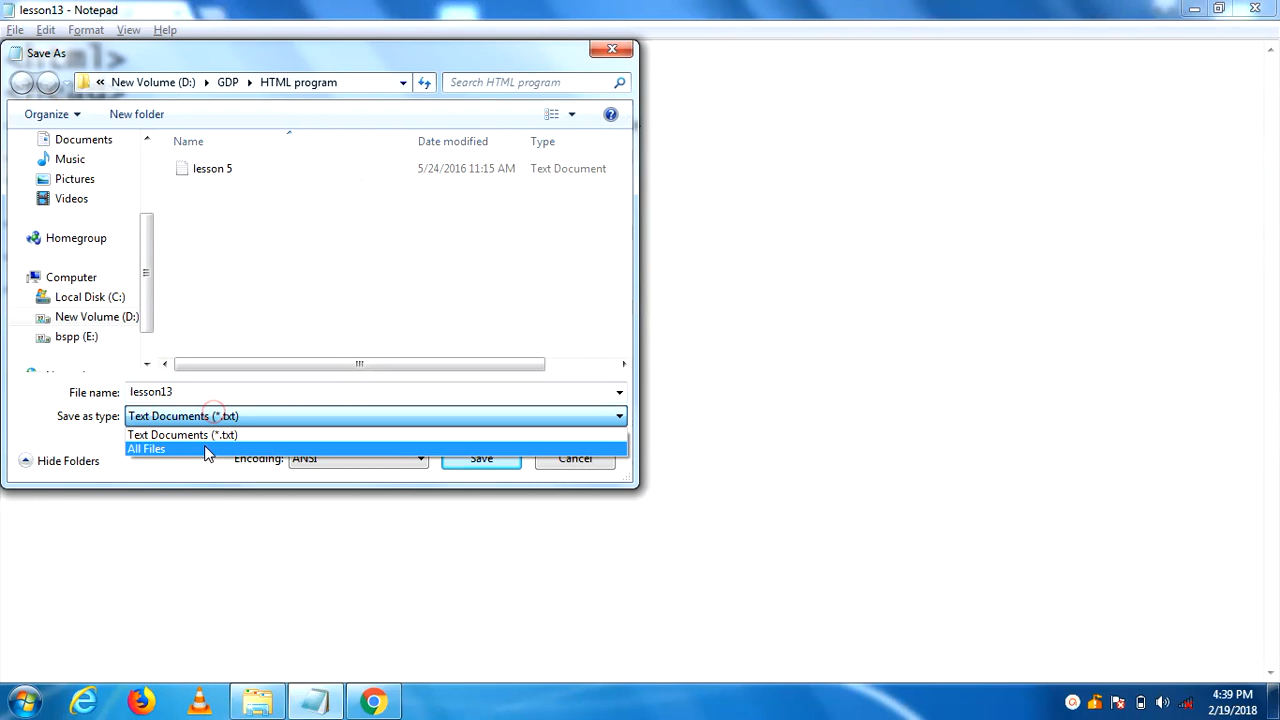 lesson13 - Notepad
File Edit Format View Help
Save As
« New Volume (D:) GDP HTML program
Search HTML program
Organize New folder
Documents
Music
Pictures
Videos
Homegroup
Computer
Local Disk (C:)
New Volume (D:)
bspp (E:)
Name Date modified Type
lesson 5 5/24/2016 11:15 AM Text Document
File name: lesson13
Save as type: Text Documents (*.txt)
Text Documents (*.txt)
All Files
Hide Folders Encoding: ANSI Save Cancel
4:39 PM
2/19/2018